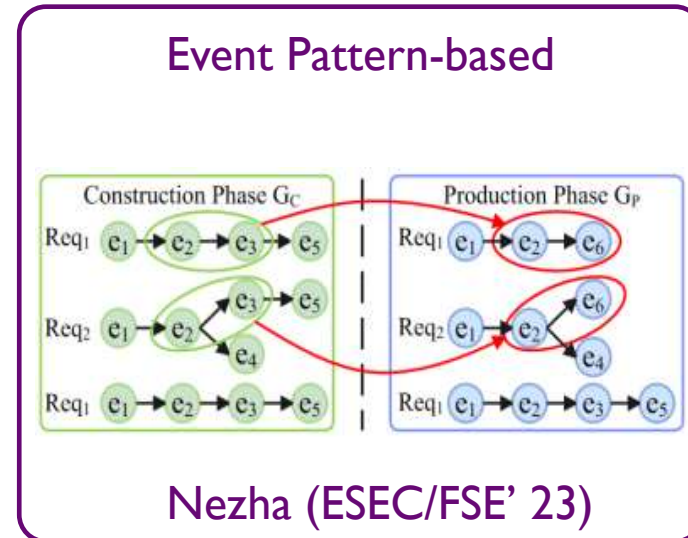 Event Pattern-based
Construction Phase G_C
Req₁ e₁ e₂ e₃ e₅
e₃ e₅
Req₂ e₁ e₂
e₄
Req₁ e₁ e₂ e₃ e₅
Production Phase G_P
Req₁ e₁ e₂ e₆
e₆
Req₂ e₁ e₂
e₄
Req₁ e₁ e₂ e₃ e₅
Nezha (ESEC/FSE’ 23)